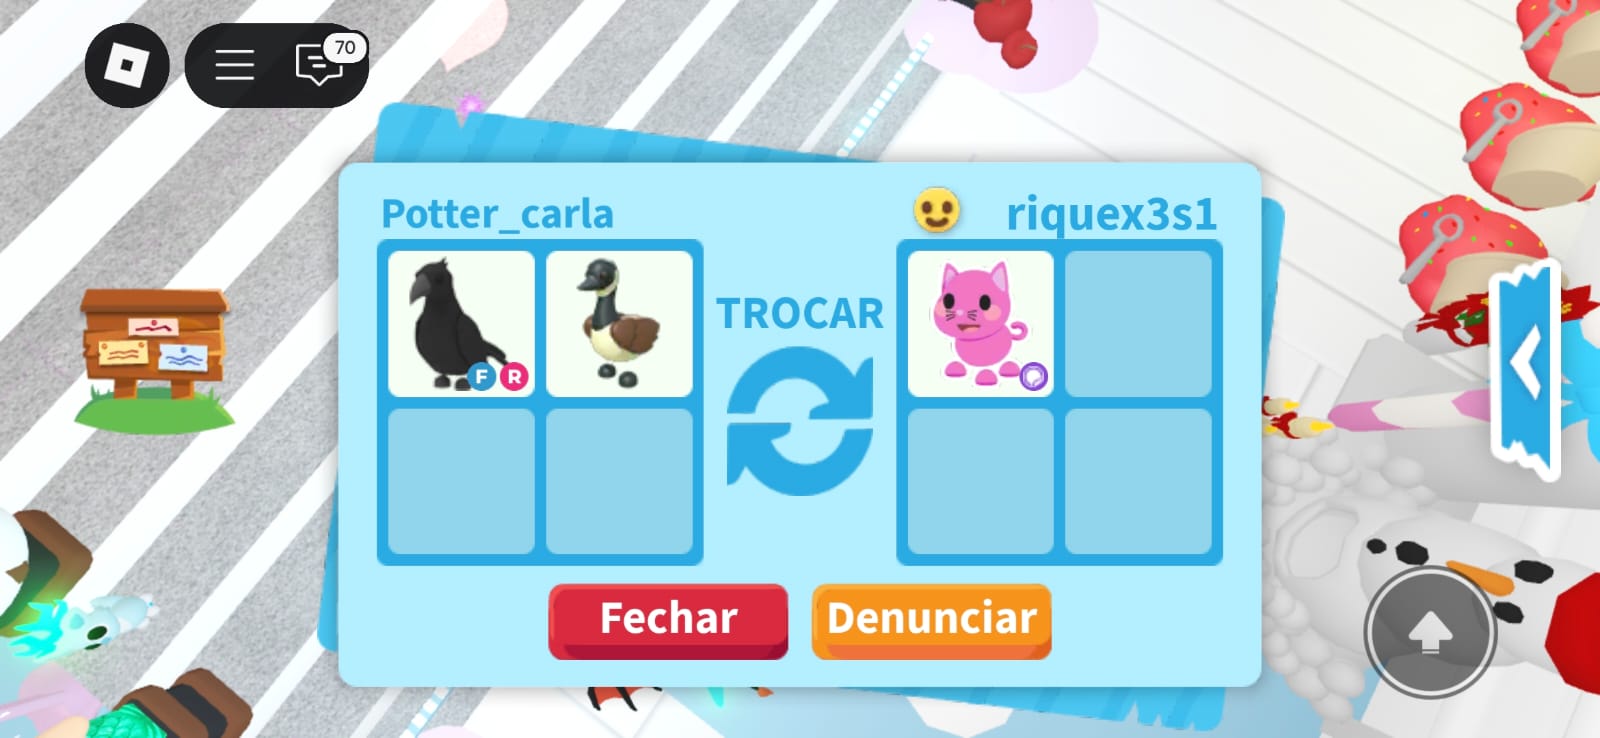 70
Potter_carla
riquex3s1
TROCAR
F R
Fechar
Denunciar